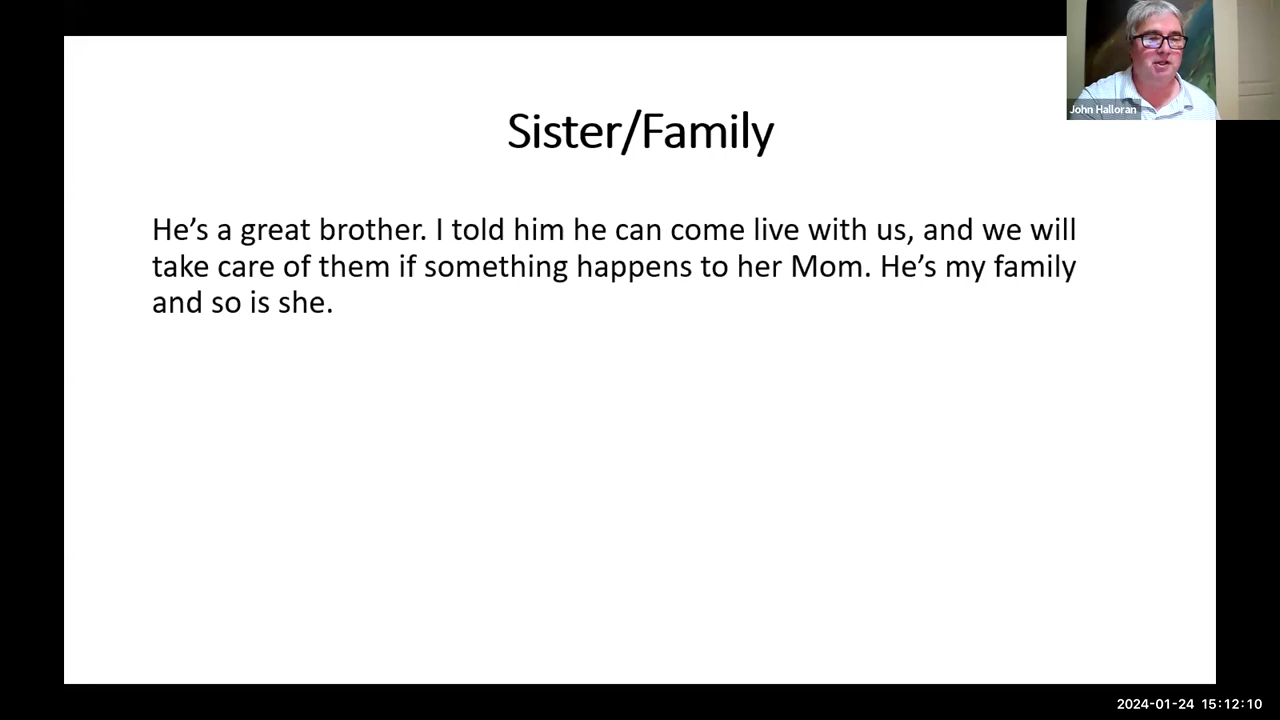 John Halloran
Sister/Family
He’s a great brother. I told him he can come live with us, and we will
take care of them if something happens to her Mom. He’s my family
and so is she.
2024-01-24 15:12:10